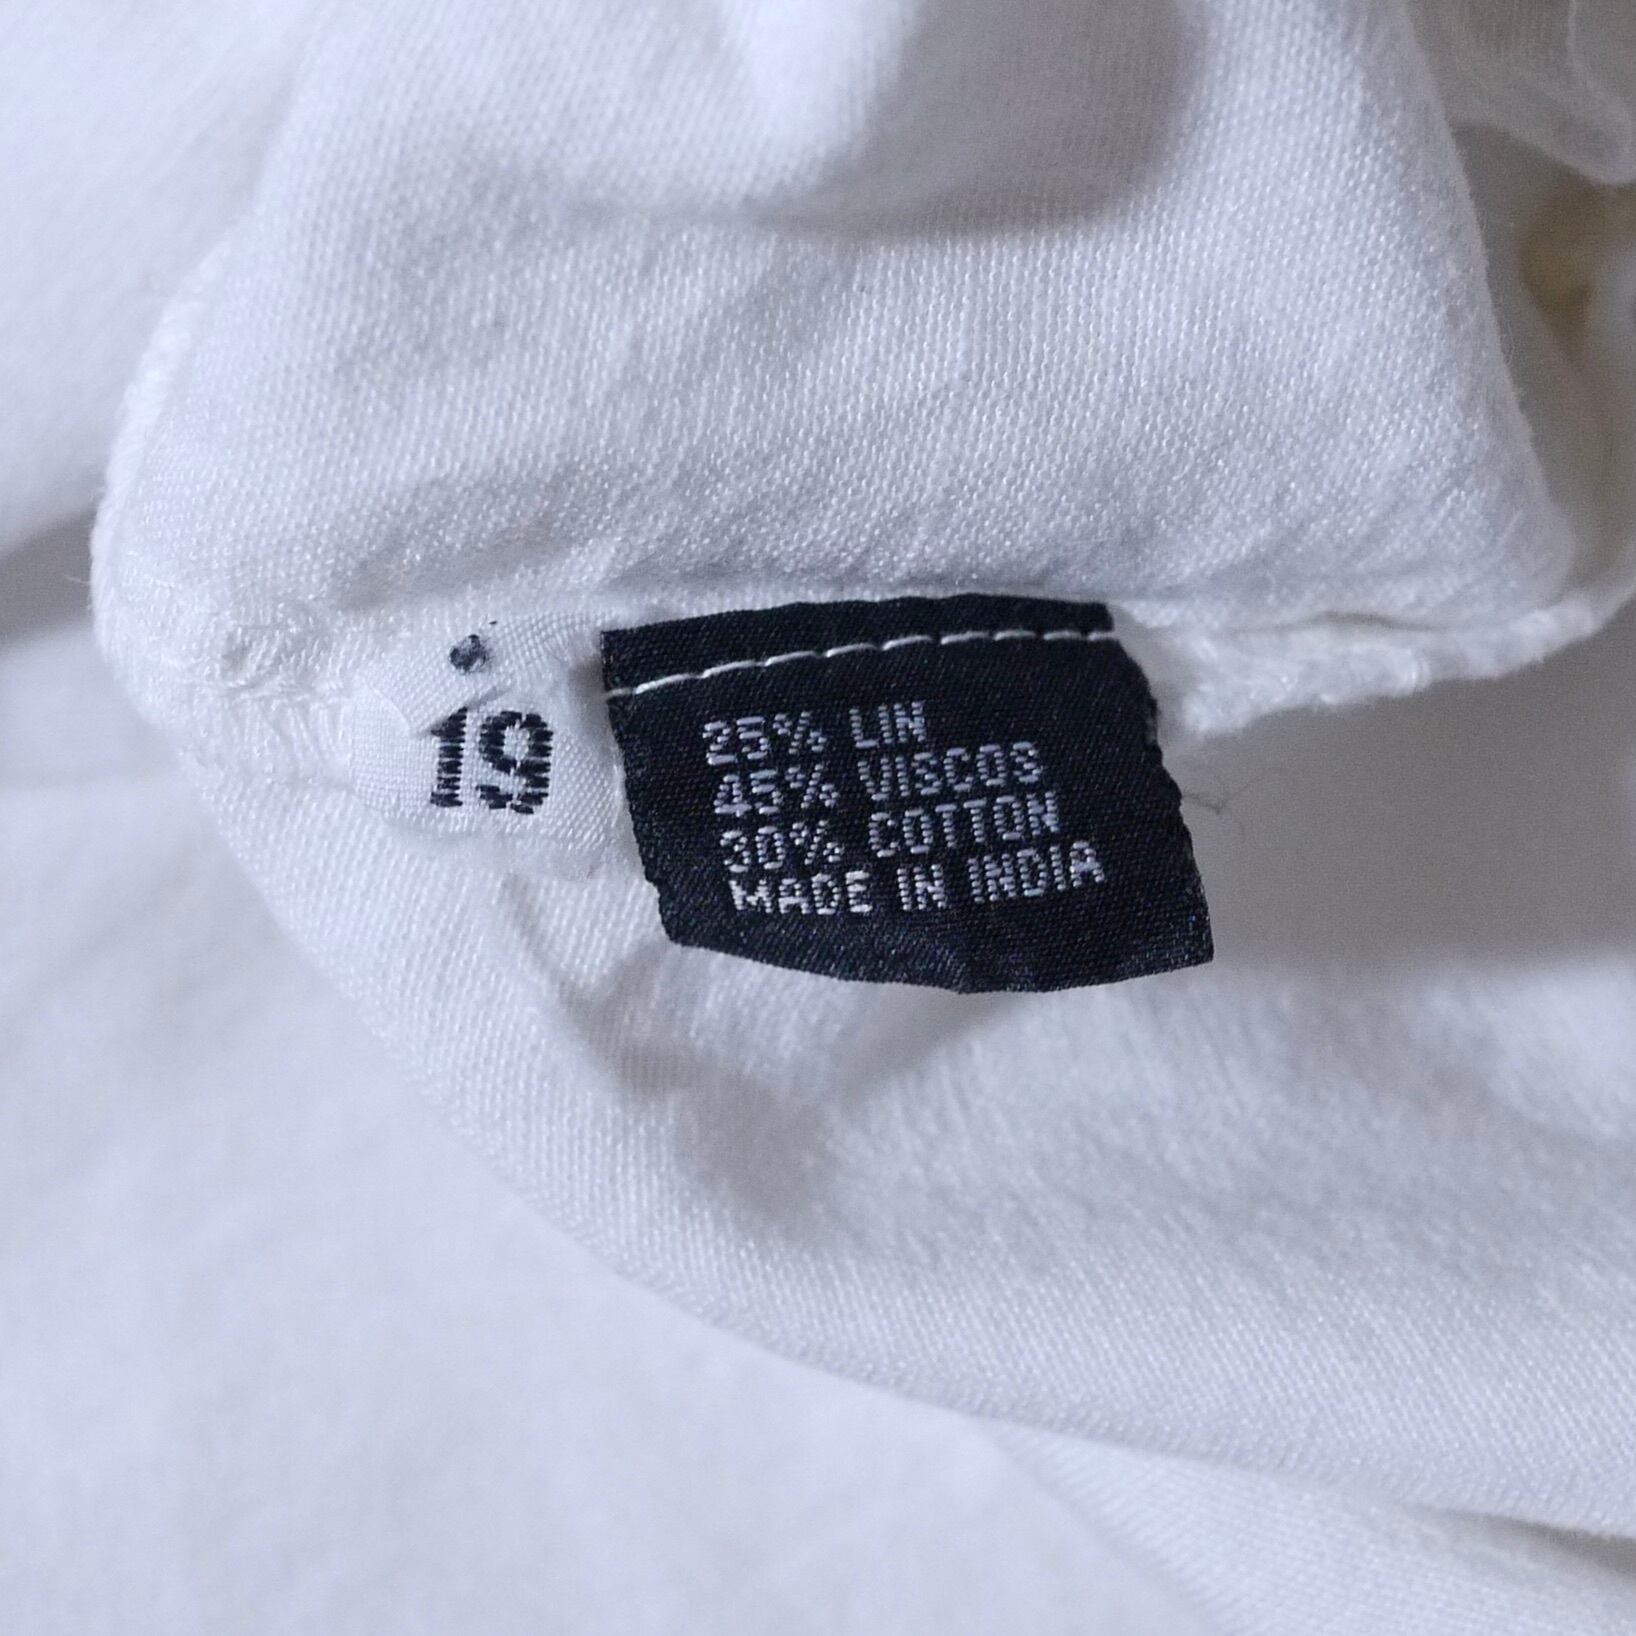 19
25% LIN
45% VISCOS
30% COTTON
MADE IN INDIA